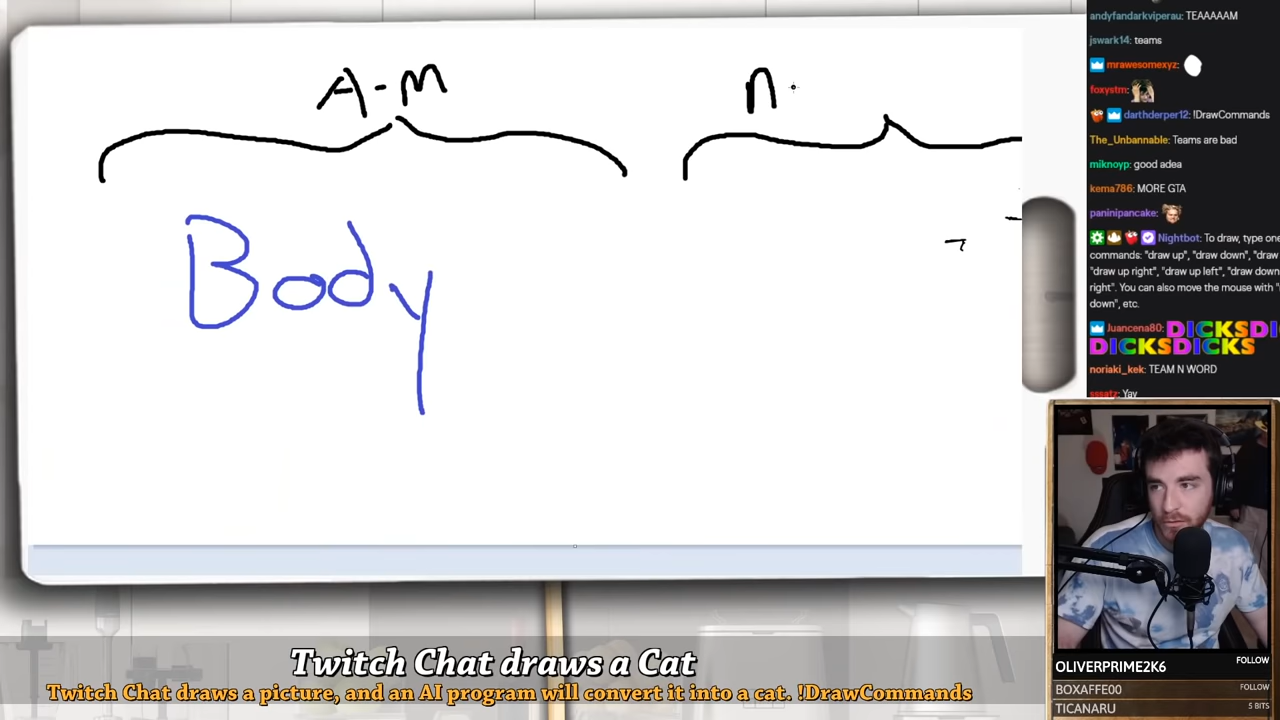 A-M
n
Body
andyfandarkviperau: TEAAAAAM
jswark14: teams
mrawesomexyz:
foxystm:
darthderper12: !DrawCommands
The_Unbannable: Teams are bad
miknoyp: good adea
kema786: MORE GTA
paninipancake:
Nightbot: To draw, type one
commands: "draw up", "draw down", "draw
"draw up right", "draw up left", "draw down
right". You can also move the mouse with "
down", etc.
Juancena80: DICKSDI
DICKSDICKS
noriaki_kek: TEAM N WORD
sssatz: Yay
OLIVERPRIME2K6 FOLLOW
BOXAFFE00 FOLLOW
TICANARU 5 BITS
Twitch Chat draws a Cat
Twitch Chat draws a picture, and an AI program will convert it into a cat. !DrawCommands